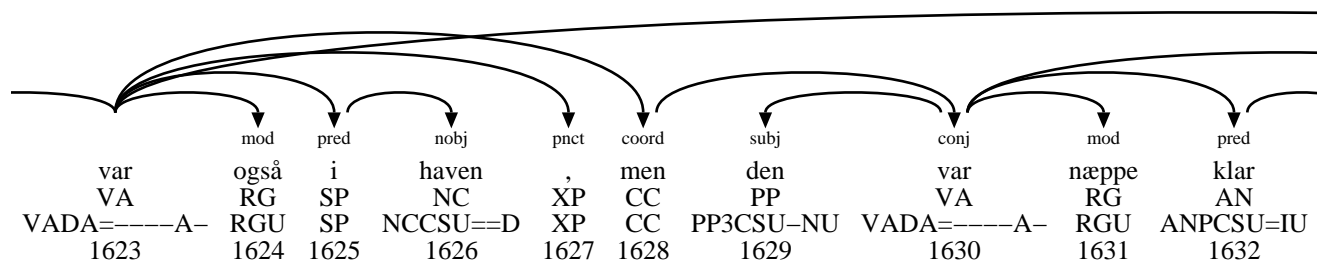 mod pred nobj pnct coord subj conj mod pred
var også i haven , men den var næppe klar
VA RG SP NC XP CC PP VA RG AN
VADA=−−−−A− RGU SP NCCSU==D XP CC PP3CSU−NU VADA=−−−−A− RGU ANPCSU=IU
1623 1624 1625 1626 1627 1628 1629 1630 1631 1632